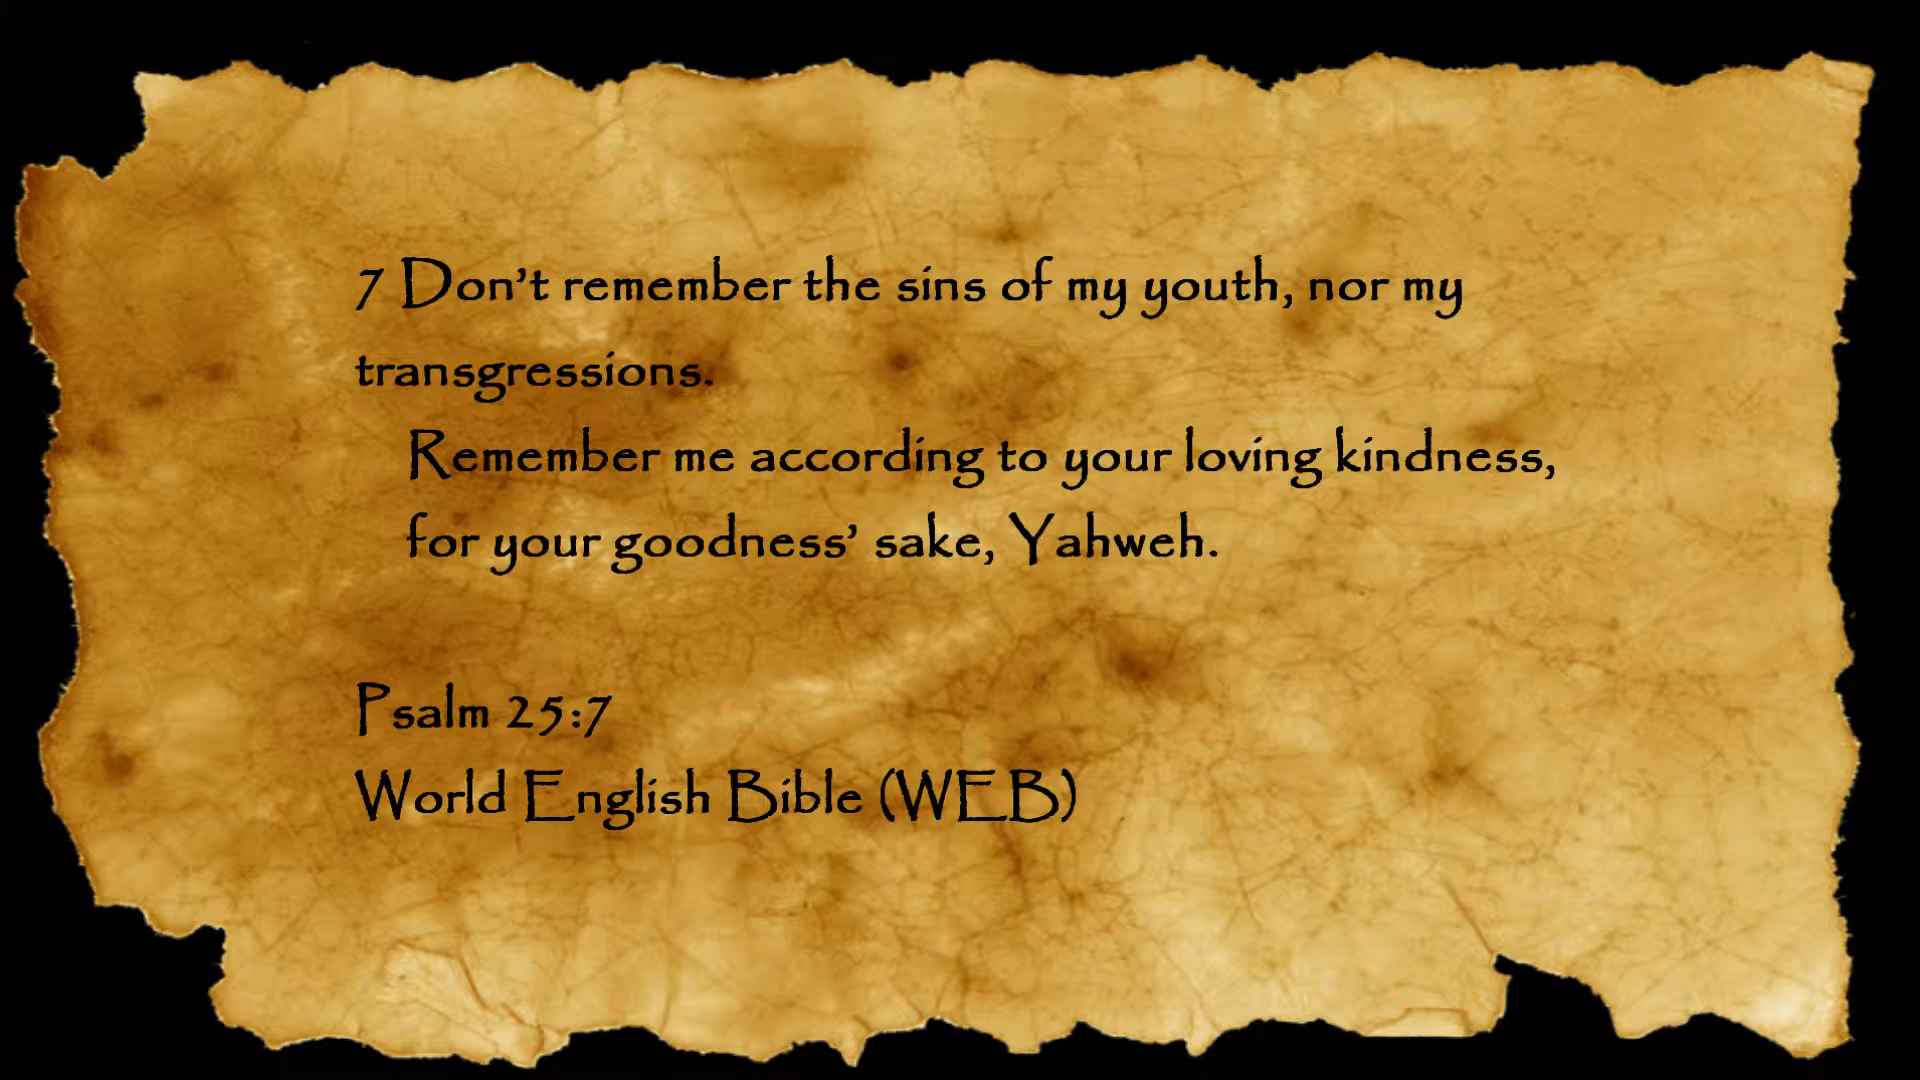 7 Don’t remember the sins of my youth, nor my
transgressions.
Remember me according to your loving kindness,
for your goodness’ sake, Yahweh.
Psalm 25:7
World English Bible (WEB)